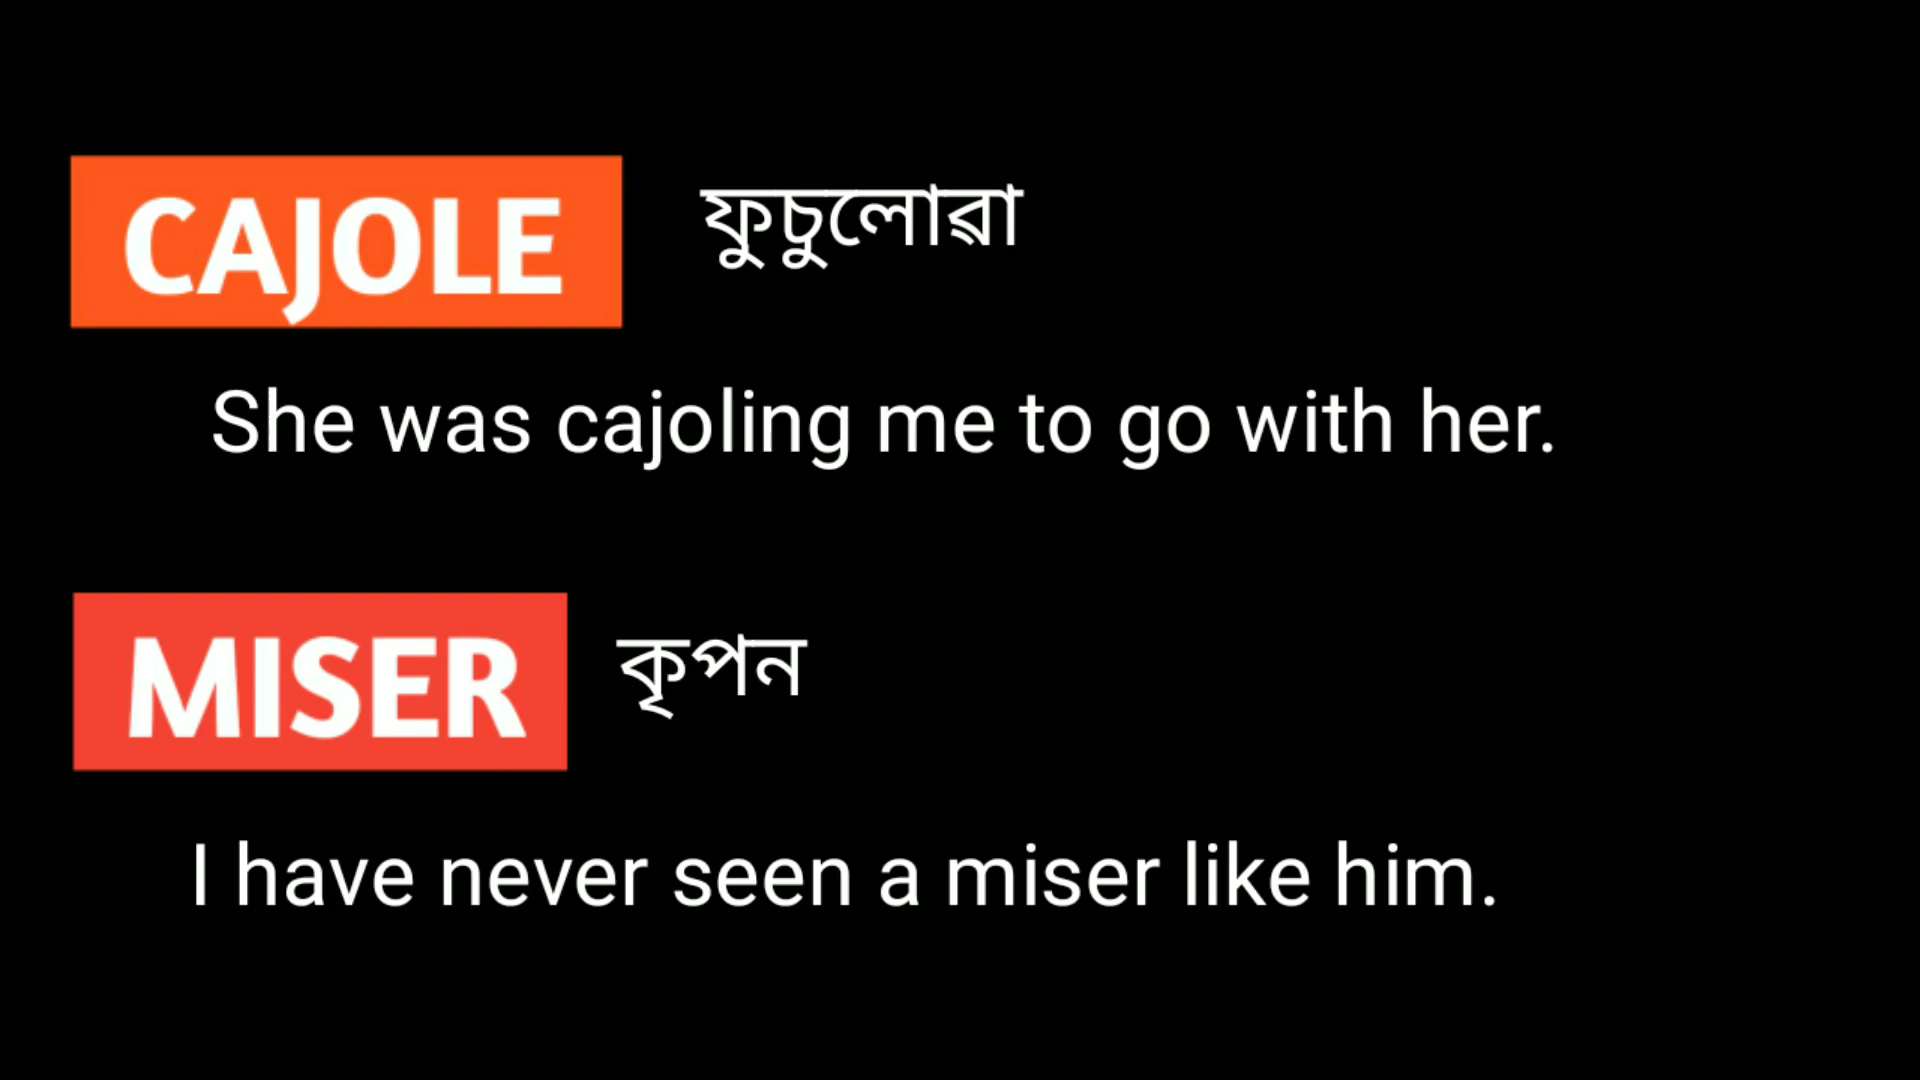 CAJOLE ফুচুলোৱা
She was cajoling me to go with her.
MISER কৃপন
I have never seen a miser like him.